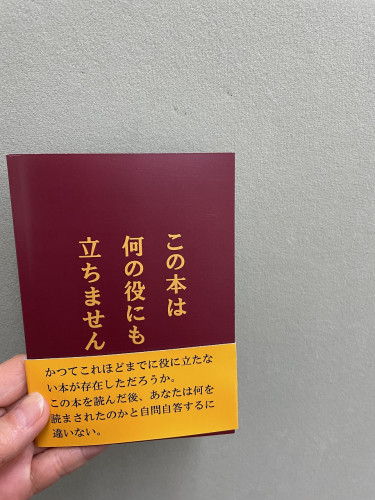 この本は
何の役にも
立ちません
かつてこれほどまでに役に立たな
い本が存在しただろうか。
この本を読んだ後、あなたは何を
読まされたのかと自問自答するに
違いない。